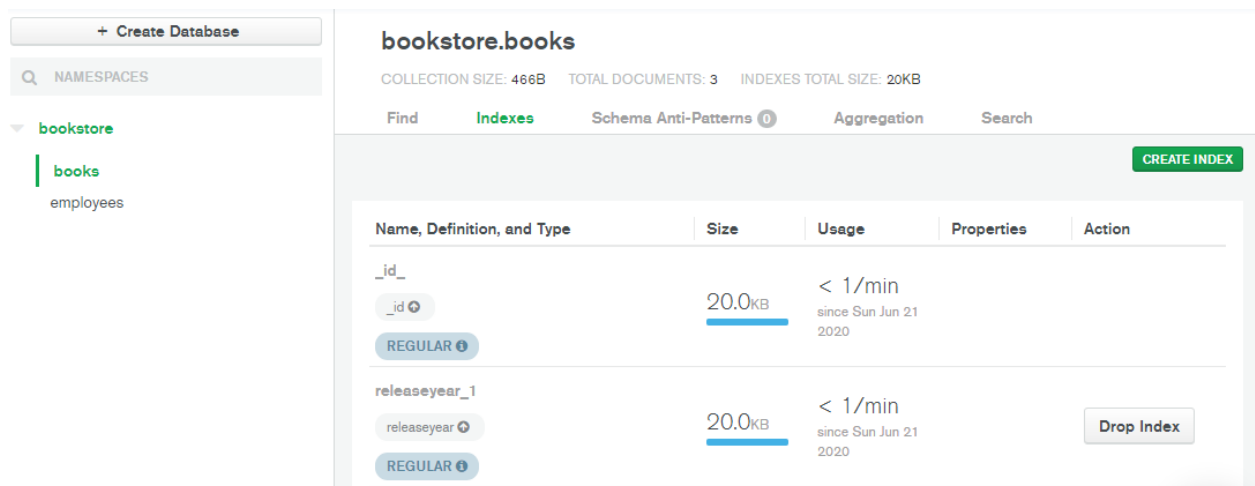 + Create Database
NAMESPACES
bookstore
books
employees
bookstore.books
COLLECTION SIZE: 466B TOTAL DOCUMENTS: 3 INDEXES TOTAL SIZE: 20KB
Find Indexes Schema Anti-Patterns 0 Aggregation Search
CREATE INDEX
Name, Definition, and Type Size Usage Properties Action
_id_
_id
REGULAR
20.0KB
< 1/min
since Sun Jun 21
2020
releaseyear_1
releaseyear
REGULAR
20.0KB
< 1/min
since Sun Jun 21
2020
Drop Index